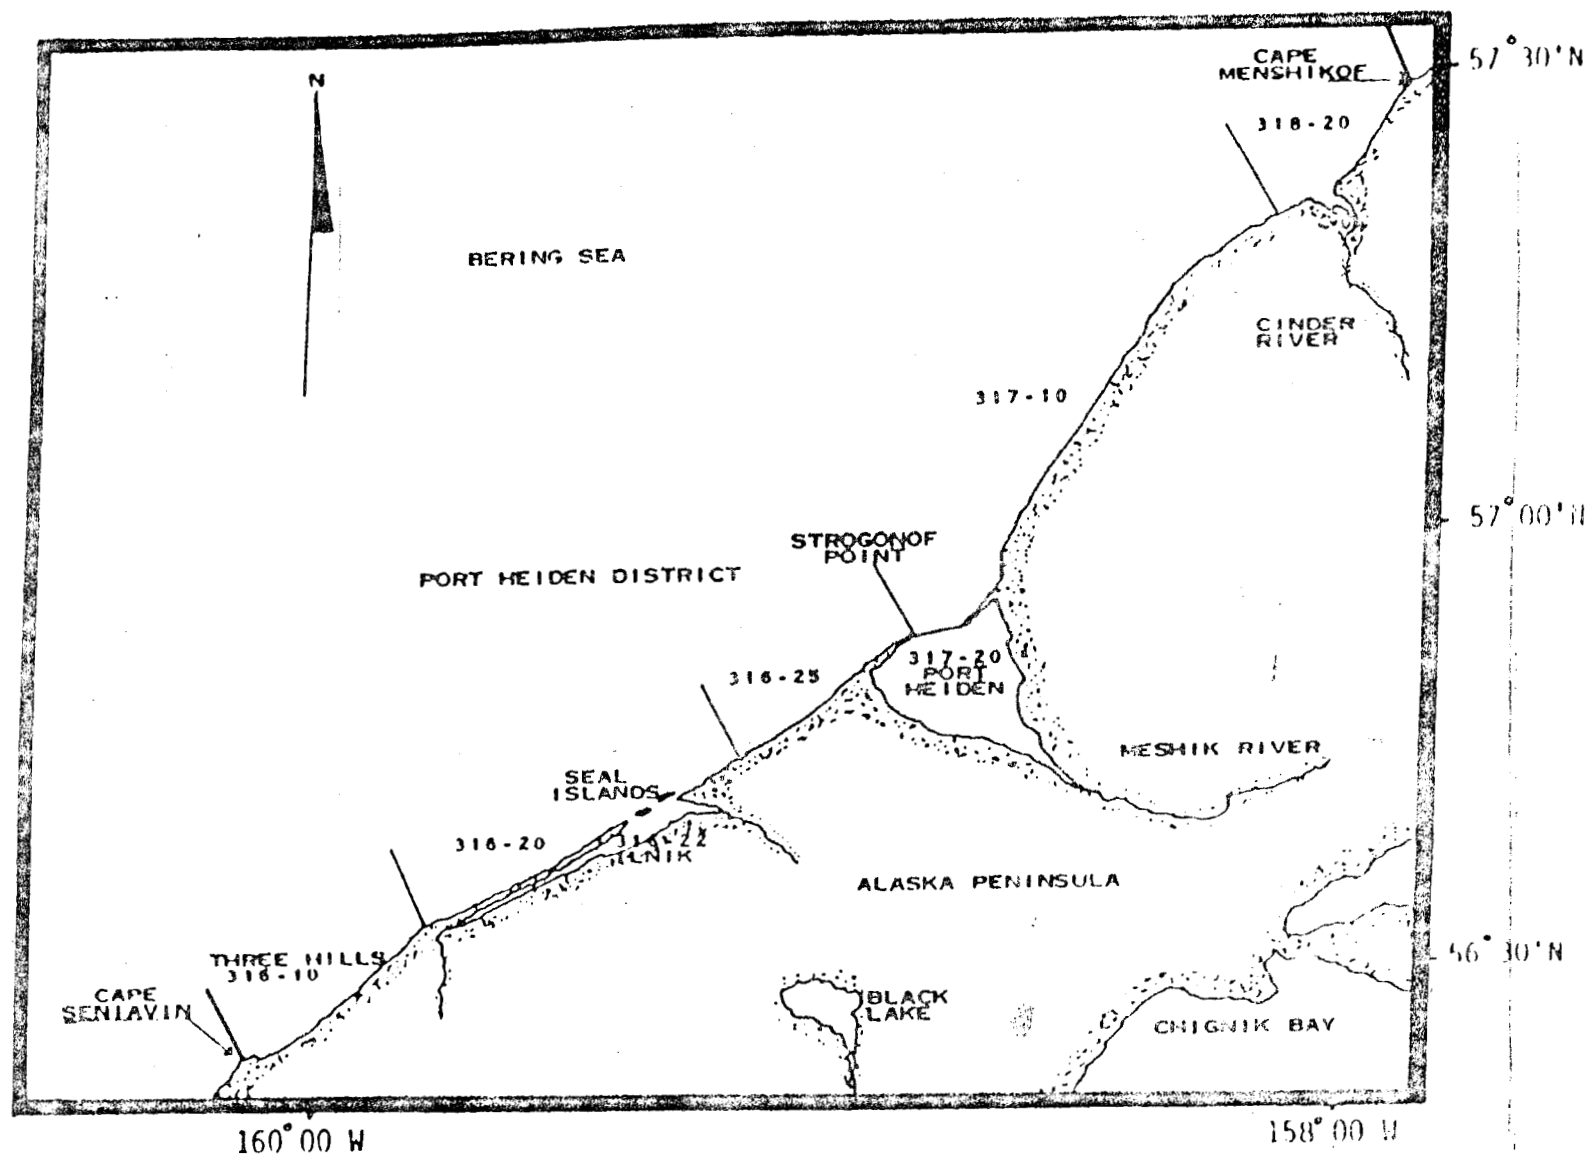 57°30'N
CAPE
MENSHIKOF
N
318-20
BERING SEA
CINDER
RIVER
317-10
57°00'N
STROGONOF
POINT
PORT HEIDEN DISTRICT
317-20
PORT
HEIDEN
316-25
MESHIK RIVER
SEAL
ISLANDS
316-20
316-22
ILNIK
ALASKA PENINSULA
THREE HILLS
316-10
56°30'N
CAPE
SENIAVIN
BLACK
LAKE
CHIGNIK BAY
160°00 W
158°00 W